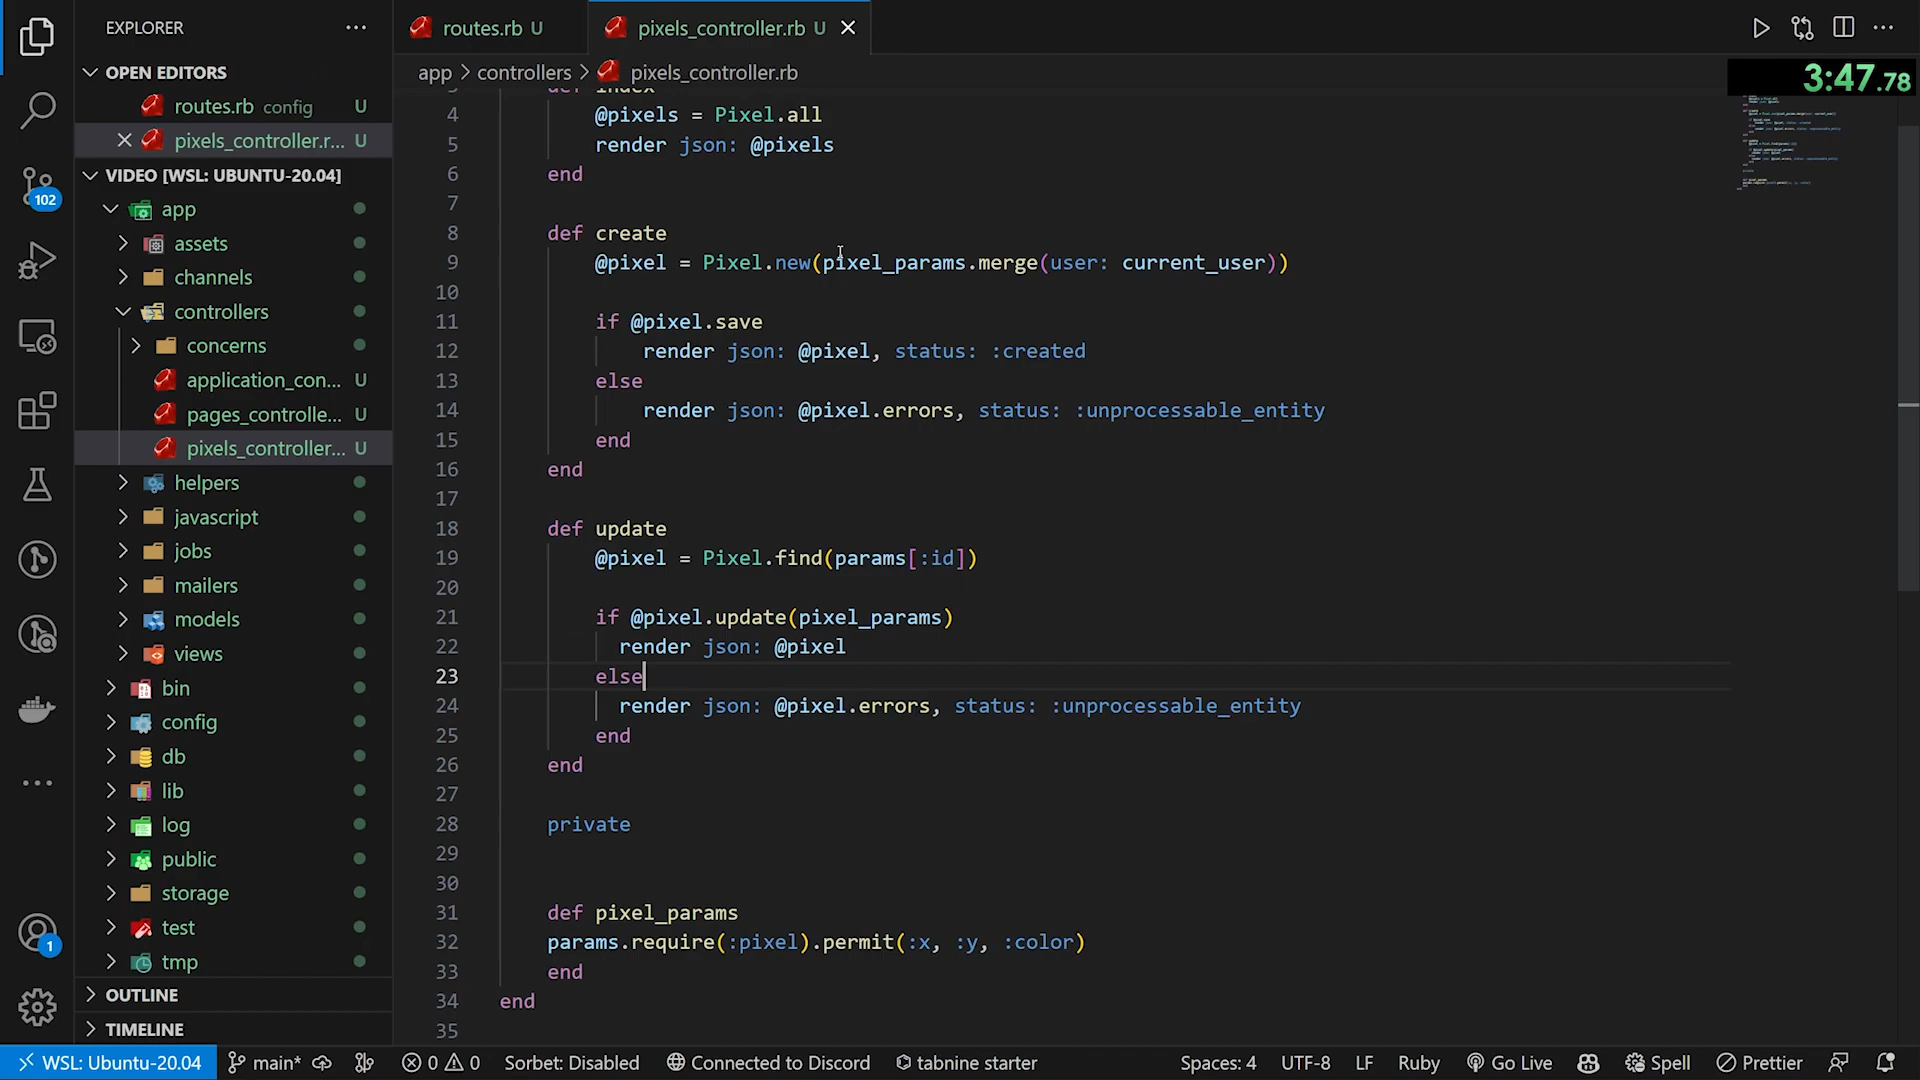 EXPLORER
OPEN EDITORS
routes.rb config U
pixels_controller.r... U
VIDEO [WSL: UBUNTU-20.04]
app
assets
channels
controllers
concerns
application_con... U
pages_controlle... U
pixels_controller... U
helpers
javascript
jobs
mailers
models
views
bin
config
db
lib
log
public
storage
test
tmp
OUTLINE
TIMELINE
102
1
routes.rb U
pixels_controller.rb U
app > controllers > pixels_controller.rb
3:47.78
3 def index
4 @pixels = Pixel.all
5 render json: @pixels
6 end
7
8 def create
9 @pixel = Pixel.new(pixel_params.merge(user: current_user))
10
11 if @pixel.save
12 render json: @pixel, status: :created
13 else
14 render json: @pixel.errors, status: :unprocessable_entity
15 end
16 end
17
18 def update
19 @pixel = Pixel.find(params[:id])
20
21 if @pixel.update(pixel_params)
22 render json: @pixel
23 else
24 render json: @pixel.errors, status: :unprocessable_entity
25 end
26 end
27
28 private
29
30
31 def pixel_params
32 params.require(:pixel).permit(:x, :y, :color)
33 end
34 end
35
WSL: Ubuntu-20.04 main* 0 0 Sorbet: Disabled Connected to Discord tabnine starter Spaces: 4 UTF-8 LF Ruby Go Live Spell Prettier